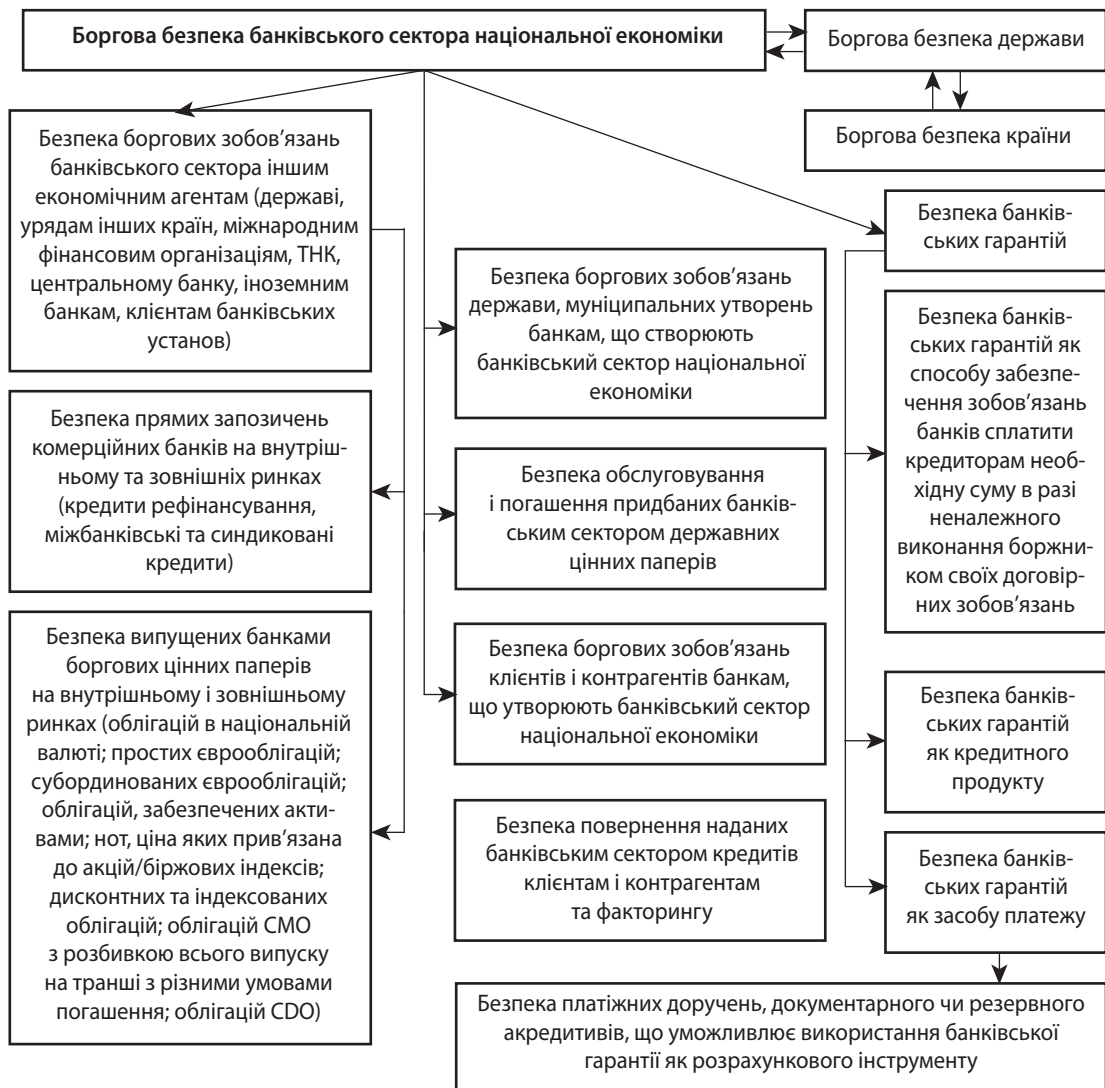 Боргова безпека банківського сектора національної економіки
Боргова безпека держави
Боргова безпека країни
Безпека боргових зобов'язань
банківського сектора іншим
економічним агентам (державі,
урядам інших країн, міжнародним
фінансовим організаціям, ТНК,
центральному банку, іноземним
банкам, клієнтам банківських
установ)
Безпека прямих запозичень
комерційних банків на внутріш-
ньому та зовнішніх ринках
(кредити рефінансування,
міжбанківські та синдиковані
кредити)
Безпека випущених банками
боргових цінних паперів
на внутрішньому і зовнішньому
ринках (облігацій в національній
валюті; простих єврооблігацій;
субординованих єврооблігацій;
облігацій, забезпечених акти-
вами; нот, ціна яких прив'язана
до акцій/біржових індексів;
дисконтних та індексованих
облігацій; облігацій СМО
з розбивкою всього випуску
на транші з різними умовами
погашення; облігацій CDO)
Безпека боргових зобов'язань
держави, муніципальних утворень
банкам, що створюють
банківський сектор національної
економіки
Безпека обслуговування
і погашення придбаних банків-
ським сектором державних
цінних паперів
Безпека боргових зобов'язань
клієнтів і контрагентів банкам,
що утворюють банківський сектор
національної економіки
Безпека повернення наданих
банківським сектором кредитів
клієнтам і контрагентам
та факторингу
Безпека банків-
ських гарантій
Безпека банків-
ських гарантій як
способу забезпе-
чення зобов'язань
банків сплатити
кредиторам необ-
хідну суму в разі
неналежного
виконання боржни-
ком своїх договір-
них зобов'язань
Безпека банків-
ських гарантій
як кредитного
продукту
Безпека банків-
ських гарантій
як засобу платежу
Безпека платіжних доручень, документарного чи резервного
акредитивів, що уможливлює використання банківської
гарантії як розрахункового інструменту